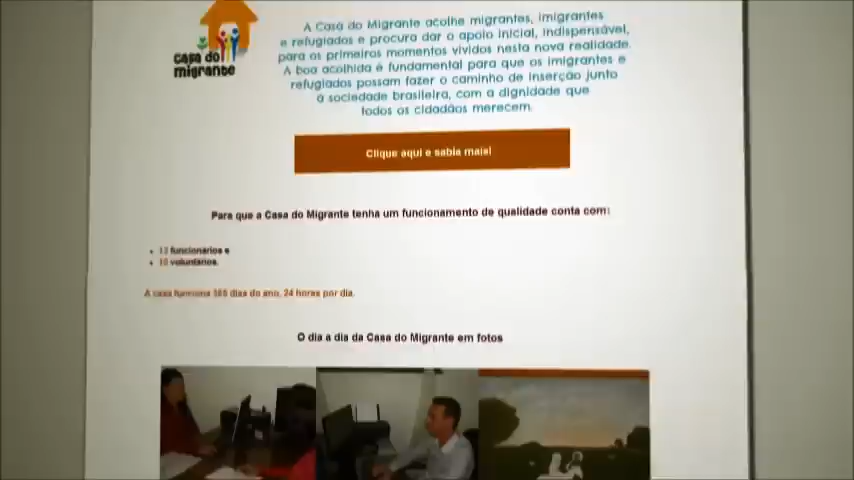 casa do
migrante
A Casa do Migrante acolhe migrantes, imigrantes
e refugiados e procura dar o apoio inicial, indispensável,
para os primeiros momentos vividos nesta nova realidade.
A boa acolhida é fundamental para que os imigrantes e
refugiados possam fazer o caminho de inserção junto
à sociedade brasileira, com a dignidade que
todos os cidadãos merecem.
Clique aqui e sabia mais!
Para que a Casa do Migrante tenha um funcionamento de qualidade conta com:
funcionários e
voluntários.
A casa funciona 365 dias do ano, 24 horas por dia.
O dia a dia da Casa do Migrante em fotos